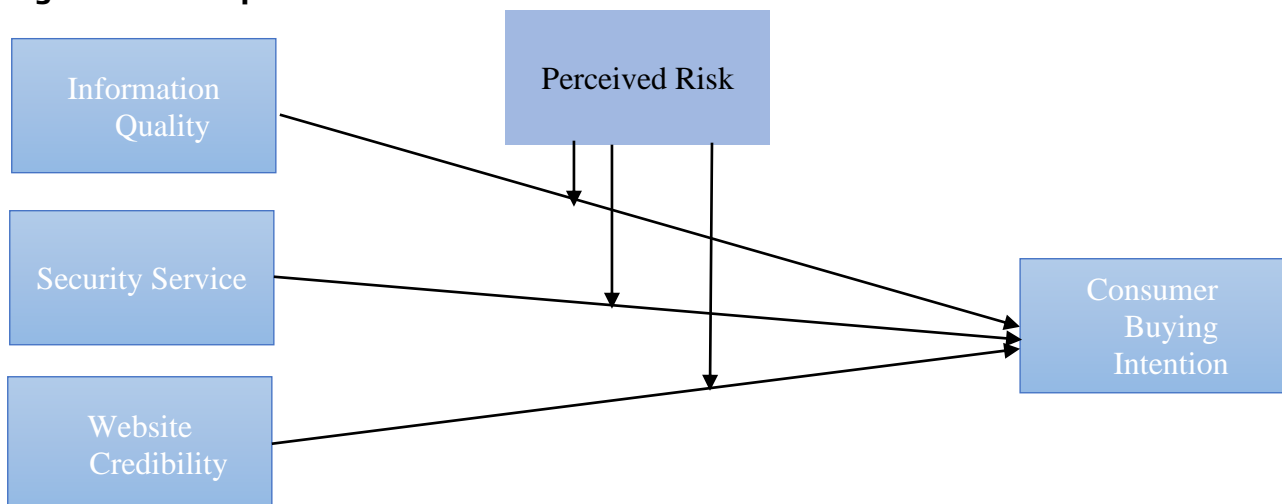 Perceived Risk
Information
Quality
Security Service
Consumer
Buying
Intention
Website
Credibility